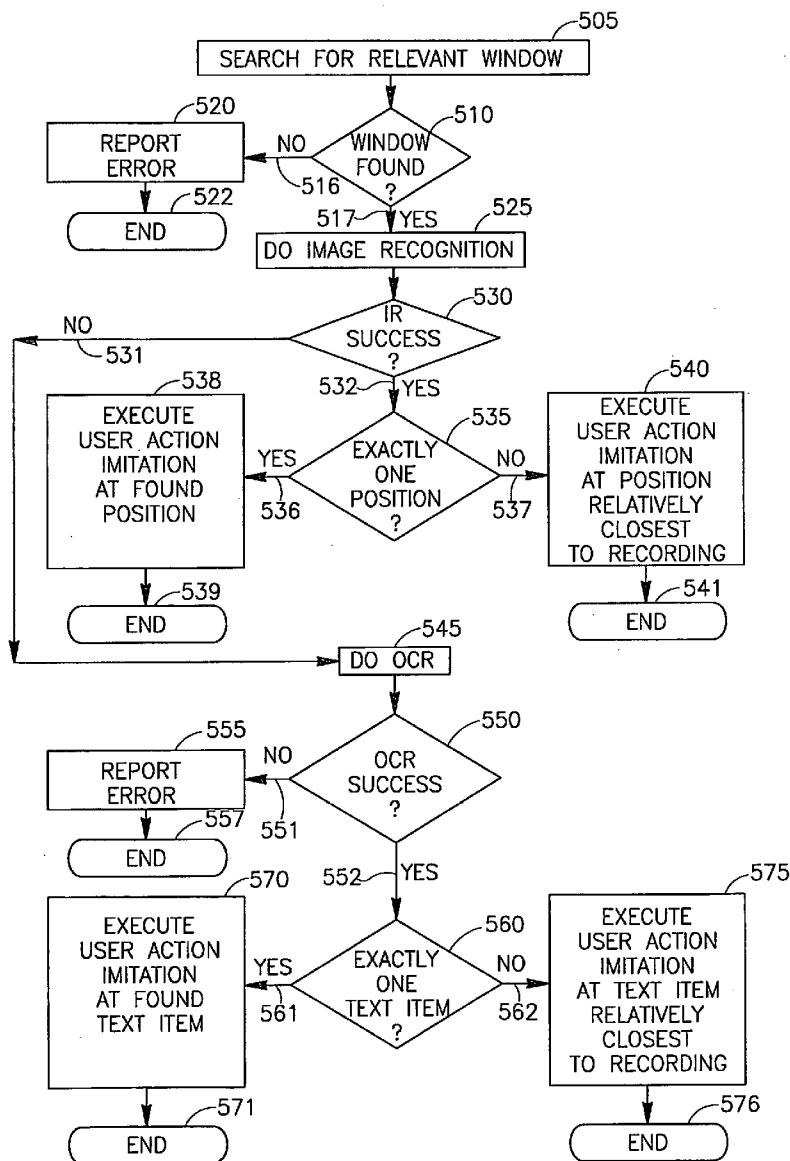 505
SEARCH FOR RELEVANT WINDOW
520
510
REPORT
ERROR
NO
516
WINDOW
FOUND
?
522
END
517
YES
525
DO IMAGE RECOGNITION
530
IR
SUCCESS
?
NO
531
532
YES
538
EXECUTE
USER ACTION
IMITATION
AT FOUND
POSITION
YES
536
535
EXACTLY
ONE
POSITION
?
NO
537
540
EXECUTE
USER ACTION
IMITATION
AT POSITION
RELATIVELY
CLOSEST
TO RECORDING
539
END
541
END
545
DO OCR
550
OCR
SUCCESS
?
555
REPORT
ERROR
NO
551
557
END
552
YES
570
EXECUTE
USER ACTION
IMITATION
AT FOUND
TEXT ITEM
YES
561
560
EXACTLY
ONE
TEXT ITEM
?
NO
562
575
EXECUTE
USER ACTION
IMITATION
AT TEXT ITEM
RELATIVELY
CLOSEST
TO RECORDING
571
END
576
END